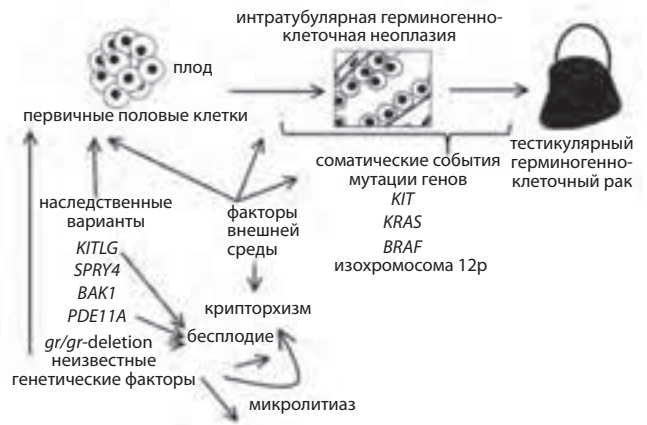 интратубулярная герминогенно-
клеточная неоплазия
плод
первичные половые клетки
тестикулярный
герминогенно-
клеточный рак
соматические события
мутации генов
KIT
KRAS
BRAF
изохромосома 12p
наследственные
варианты
KITLG
SPRY4
BAK1
PDE11A
gr/gr-deletion
неизвестные
генетические факторы
факторы
внешней
среды
крипторхизм
бесплодие
микролитиаз